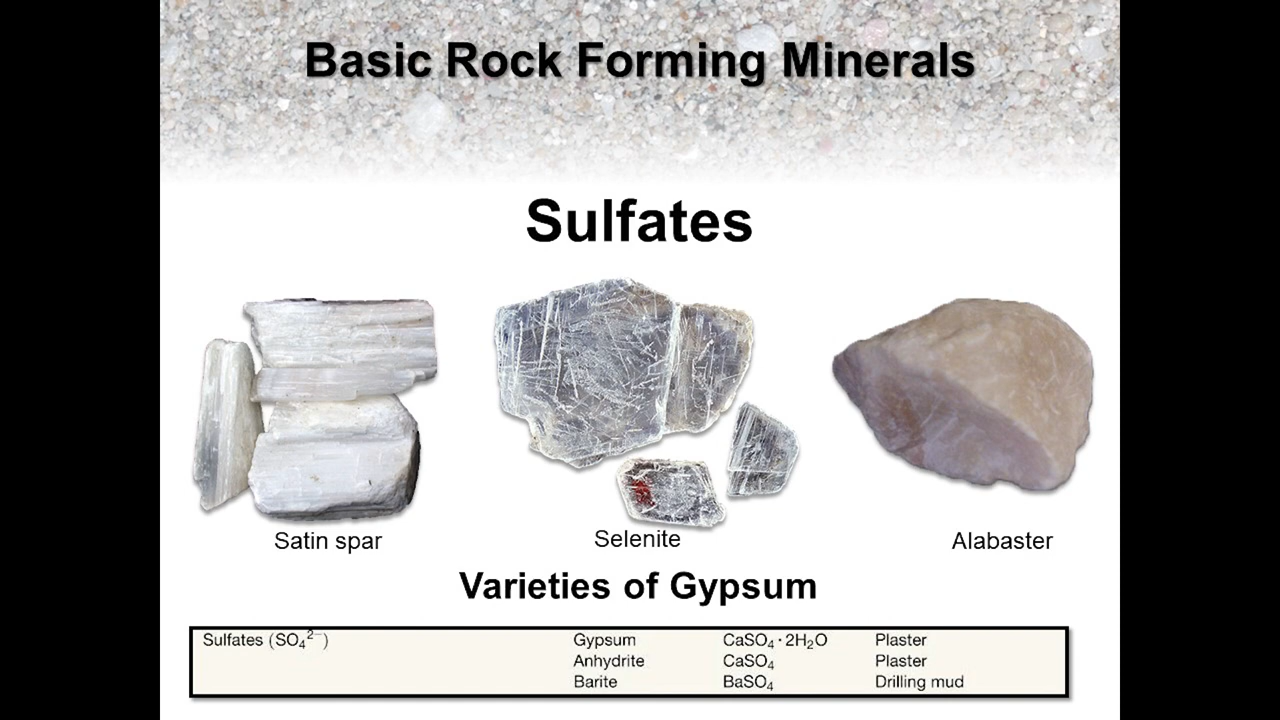 Basic Rock Forming Minerals
Sulfates
Satin spar
Selenite
Alabaster
Varieties of Gypsum
Sulfates (SO₄²⁻) Gypsum CaSO₄ · 2H₂O Plaster
Anhydrite CaSO₄ Plaster
Barite BaSO₄ Drilling mud